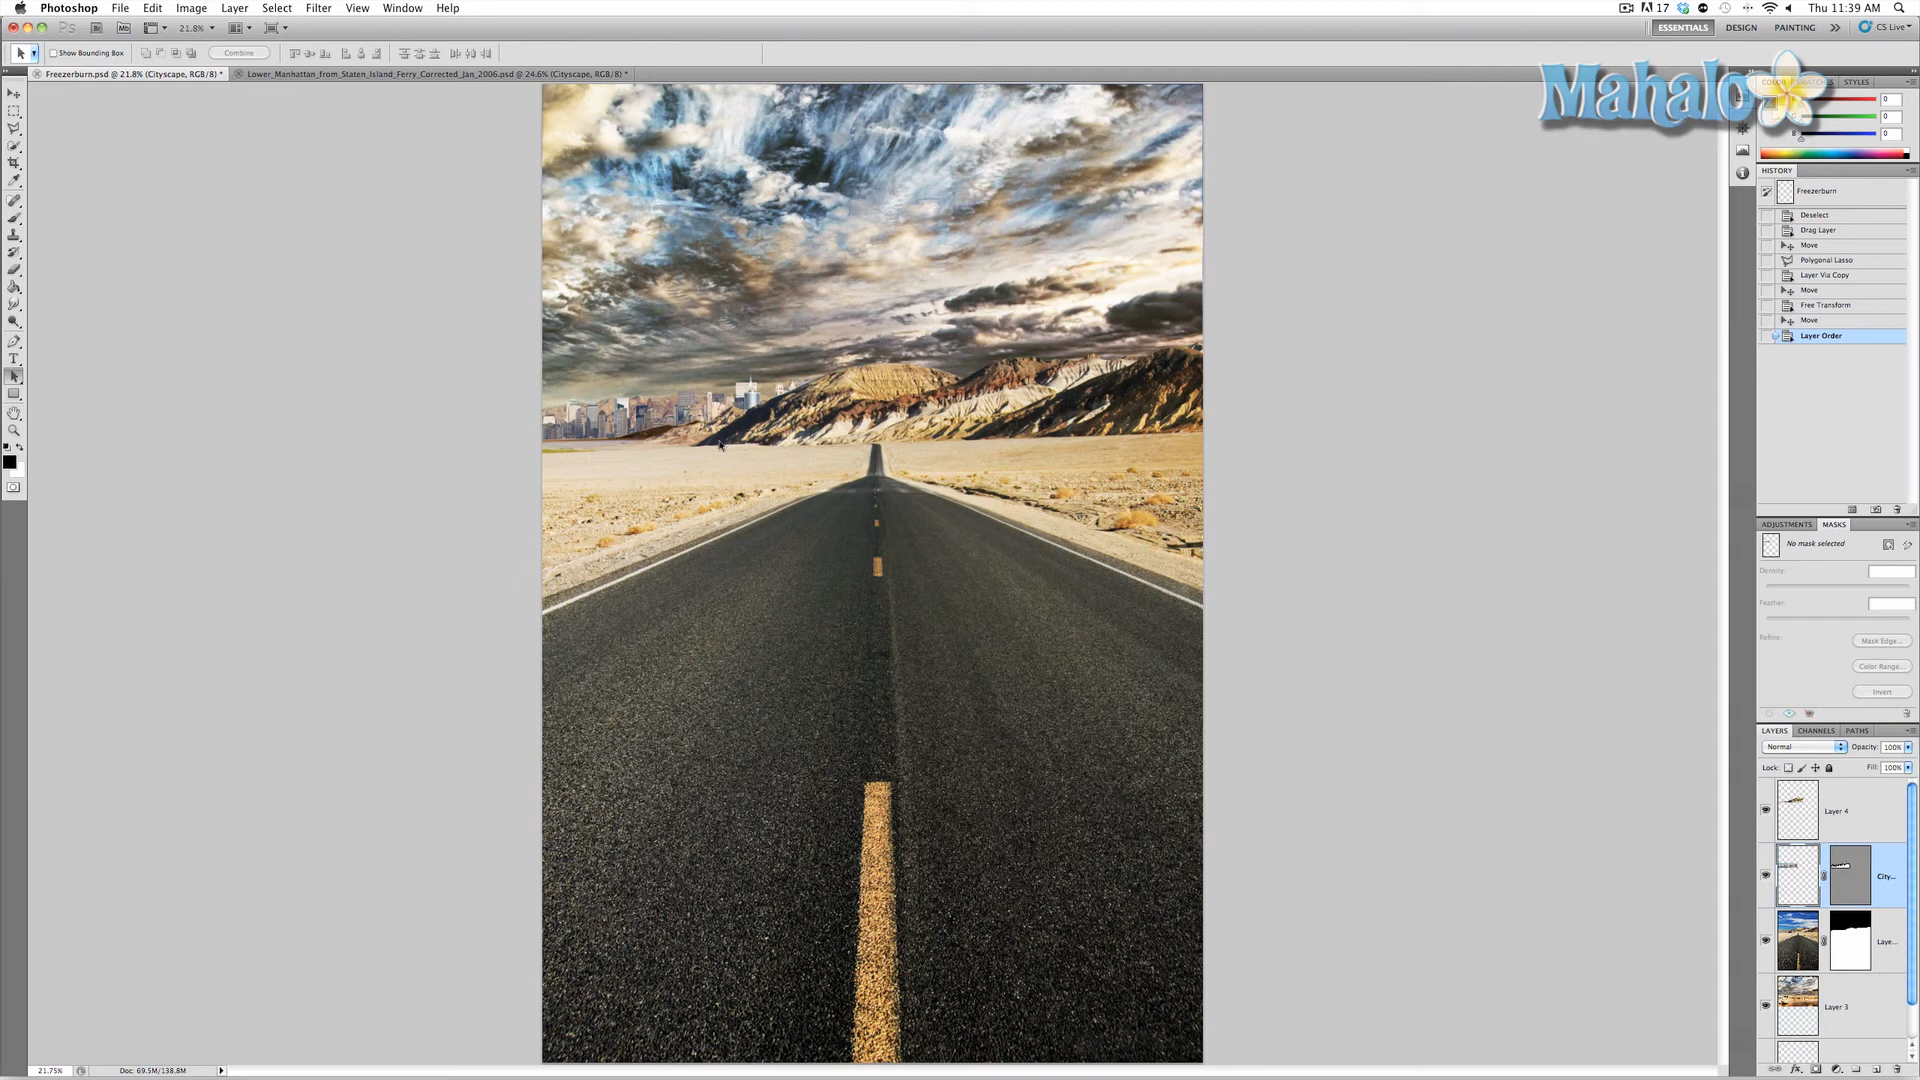 Photoshop File Edit Image Layer Select Filter View Window Help
17 Thu 11:39 AM
Ps Br Mb 21.8% ESSENTIALS DESIGN PAINTING CS Live
Show Bounding Box Combine
Freezerburn.psd @ 21.8% (Cityscape, RGB/8) * Lower_Manhattan_from_Staten_Island_Ferry_Corrected_Jan_2006.psd @ 24.6% (Cityscape, RGB/8) *
Mahalo
STYLES
0
0
B 0
HISTORY
Freezerburn
Deselect
Drag Layer
Move
Polygonal Lasso
Layer Via Copy
Move
Free Transform
Move
Layer Order
ADJUSTMENTS MASKS
No mask selected
Density:
Feather:
Refine: Mask Edge...
Color Range...
Invert
LAYERS CHANNELS PATHS
Normal Opacity: 100%
Lock: Fill: 100%
Layer 4
City...
Laye...
Layer 3
21.75% Doc: 69.5M/138.8M